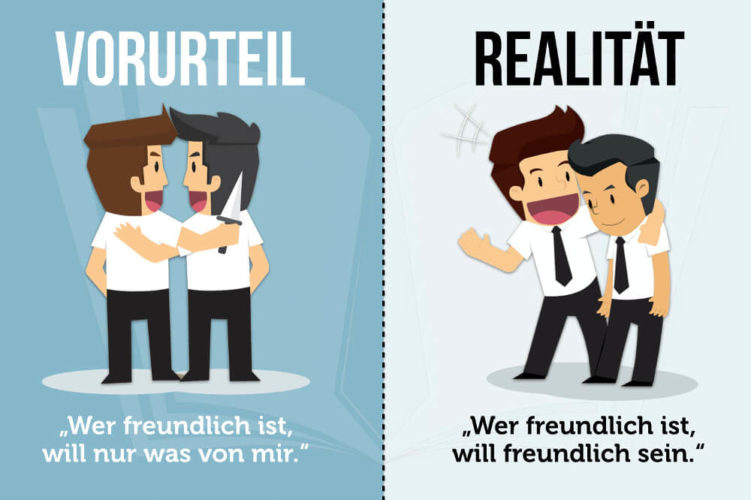 VORURTEIL
„Wer freundlich ist,
will nur was von mir.“
REALITÄT
„Wer freundlich ist,
will freundlich sein.“